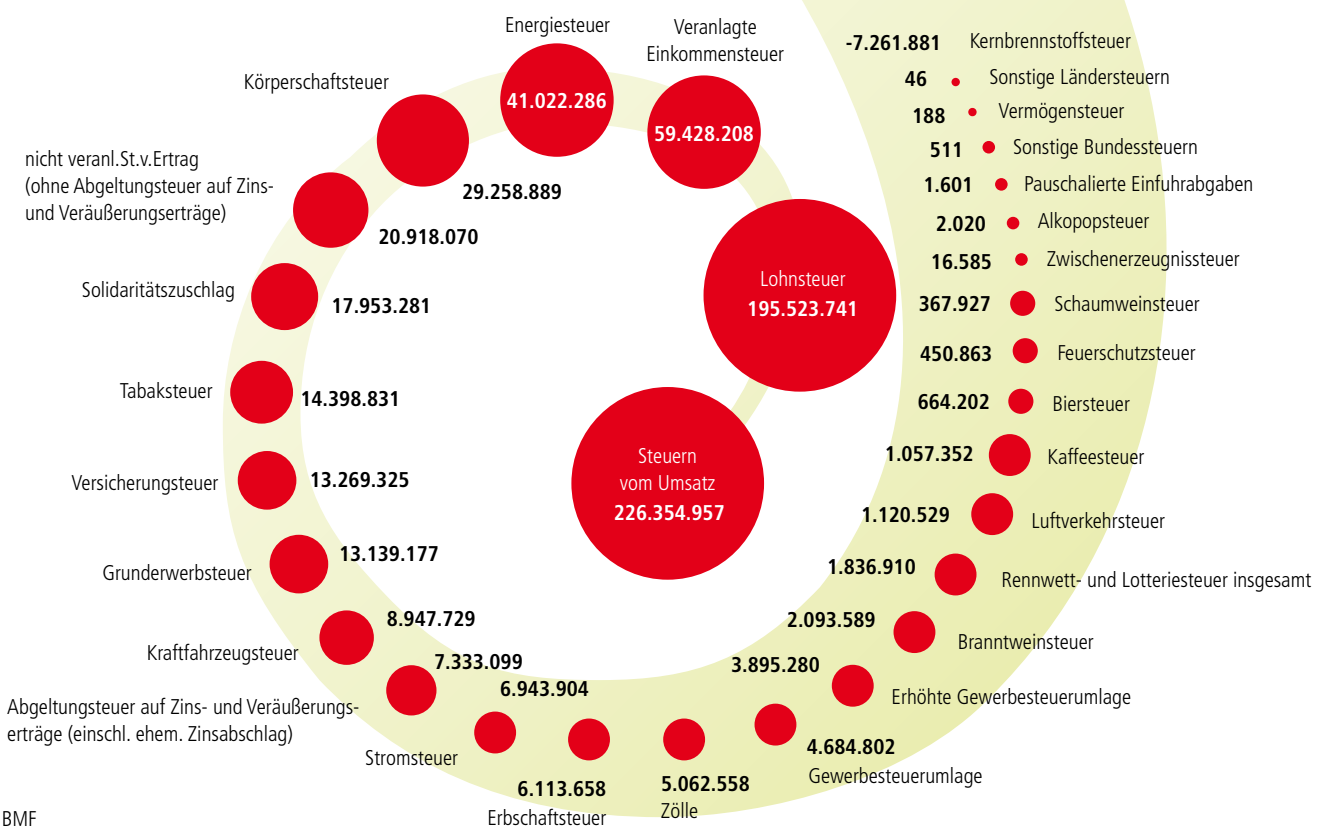 Steuern
vom Umsatz
226.354.957
Lohnsteuer
195.523.741
Veranlagte
Einkommensteuer
59.428.208
Energiesteuer
41.022.286
Körperschaftsteuer
29.258.889
nicht veranl.St.v.Ertrag
(ohne Abgeltungsteuer auf Zins-
und Veräußerungserträge)
20.918.070
Solidaritätszuschlag
17.953.281
Tabaksteuer
14.398.831
Versicherungsteuer
13.269.325
Grunderwerbsteuer
13.139.177
Kraftfahrzeugsteuer
8.947.729
Abgeltungsteuer auf Zins- und Veräußerungs-
erträge (einschl. ehem. Zinsabschlag)
7.333.099
Stromsteuer
6.943.904
6.113.658
Erbschaftsteuer
5.062.558
Zölle
4.684.802
Gewerbesteuerumlage
3.895.280
Erhöhte Gewerbesteuerumlage
2.093.589
Branntweinsteuer
1.836.910
Rennwett- und Lotteriesteuer insgesamt
1.120.529
Luftverkehrsteuer
1.057.352
Kaffeesteuer
664.202
Biersteuer
450.863
Feuerschutzsteuer
367.927
Schaumweinsteuer
16.585
Zwischenerzeugnissteuer
2.020
Alkopopsteuer
1.601
Pauschalierte Einfuhrabgaben
511
Sonstige Bundessteuern
188
Vermögensteuer
46
Sonstige Ländersteuern
-7.261.881
Kernbrennstoffsteuer
BMF